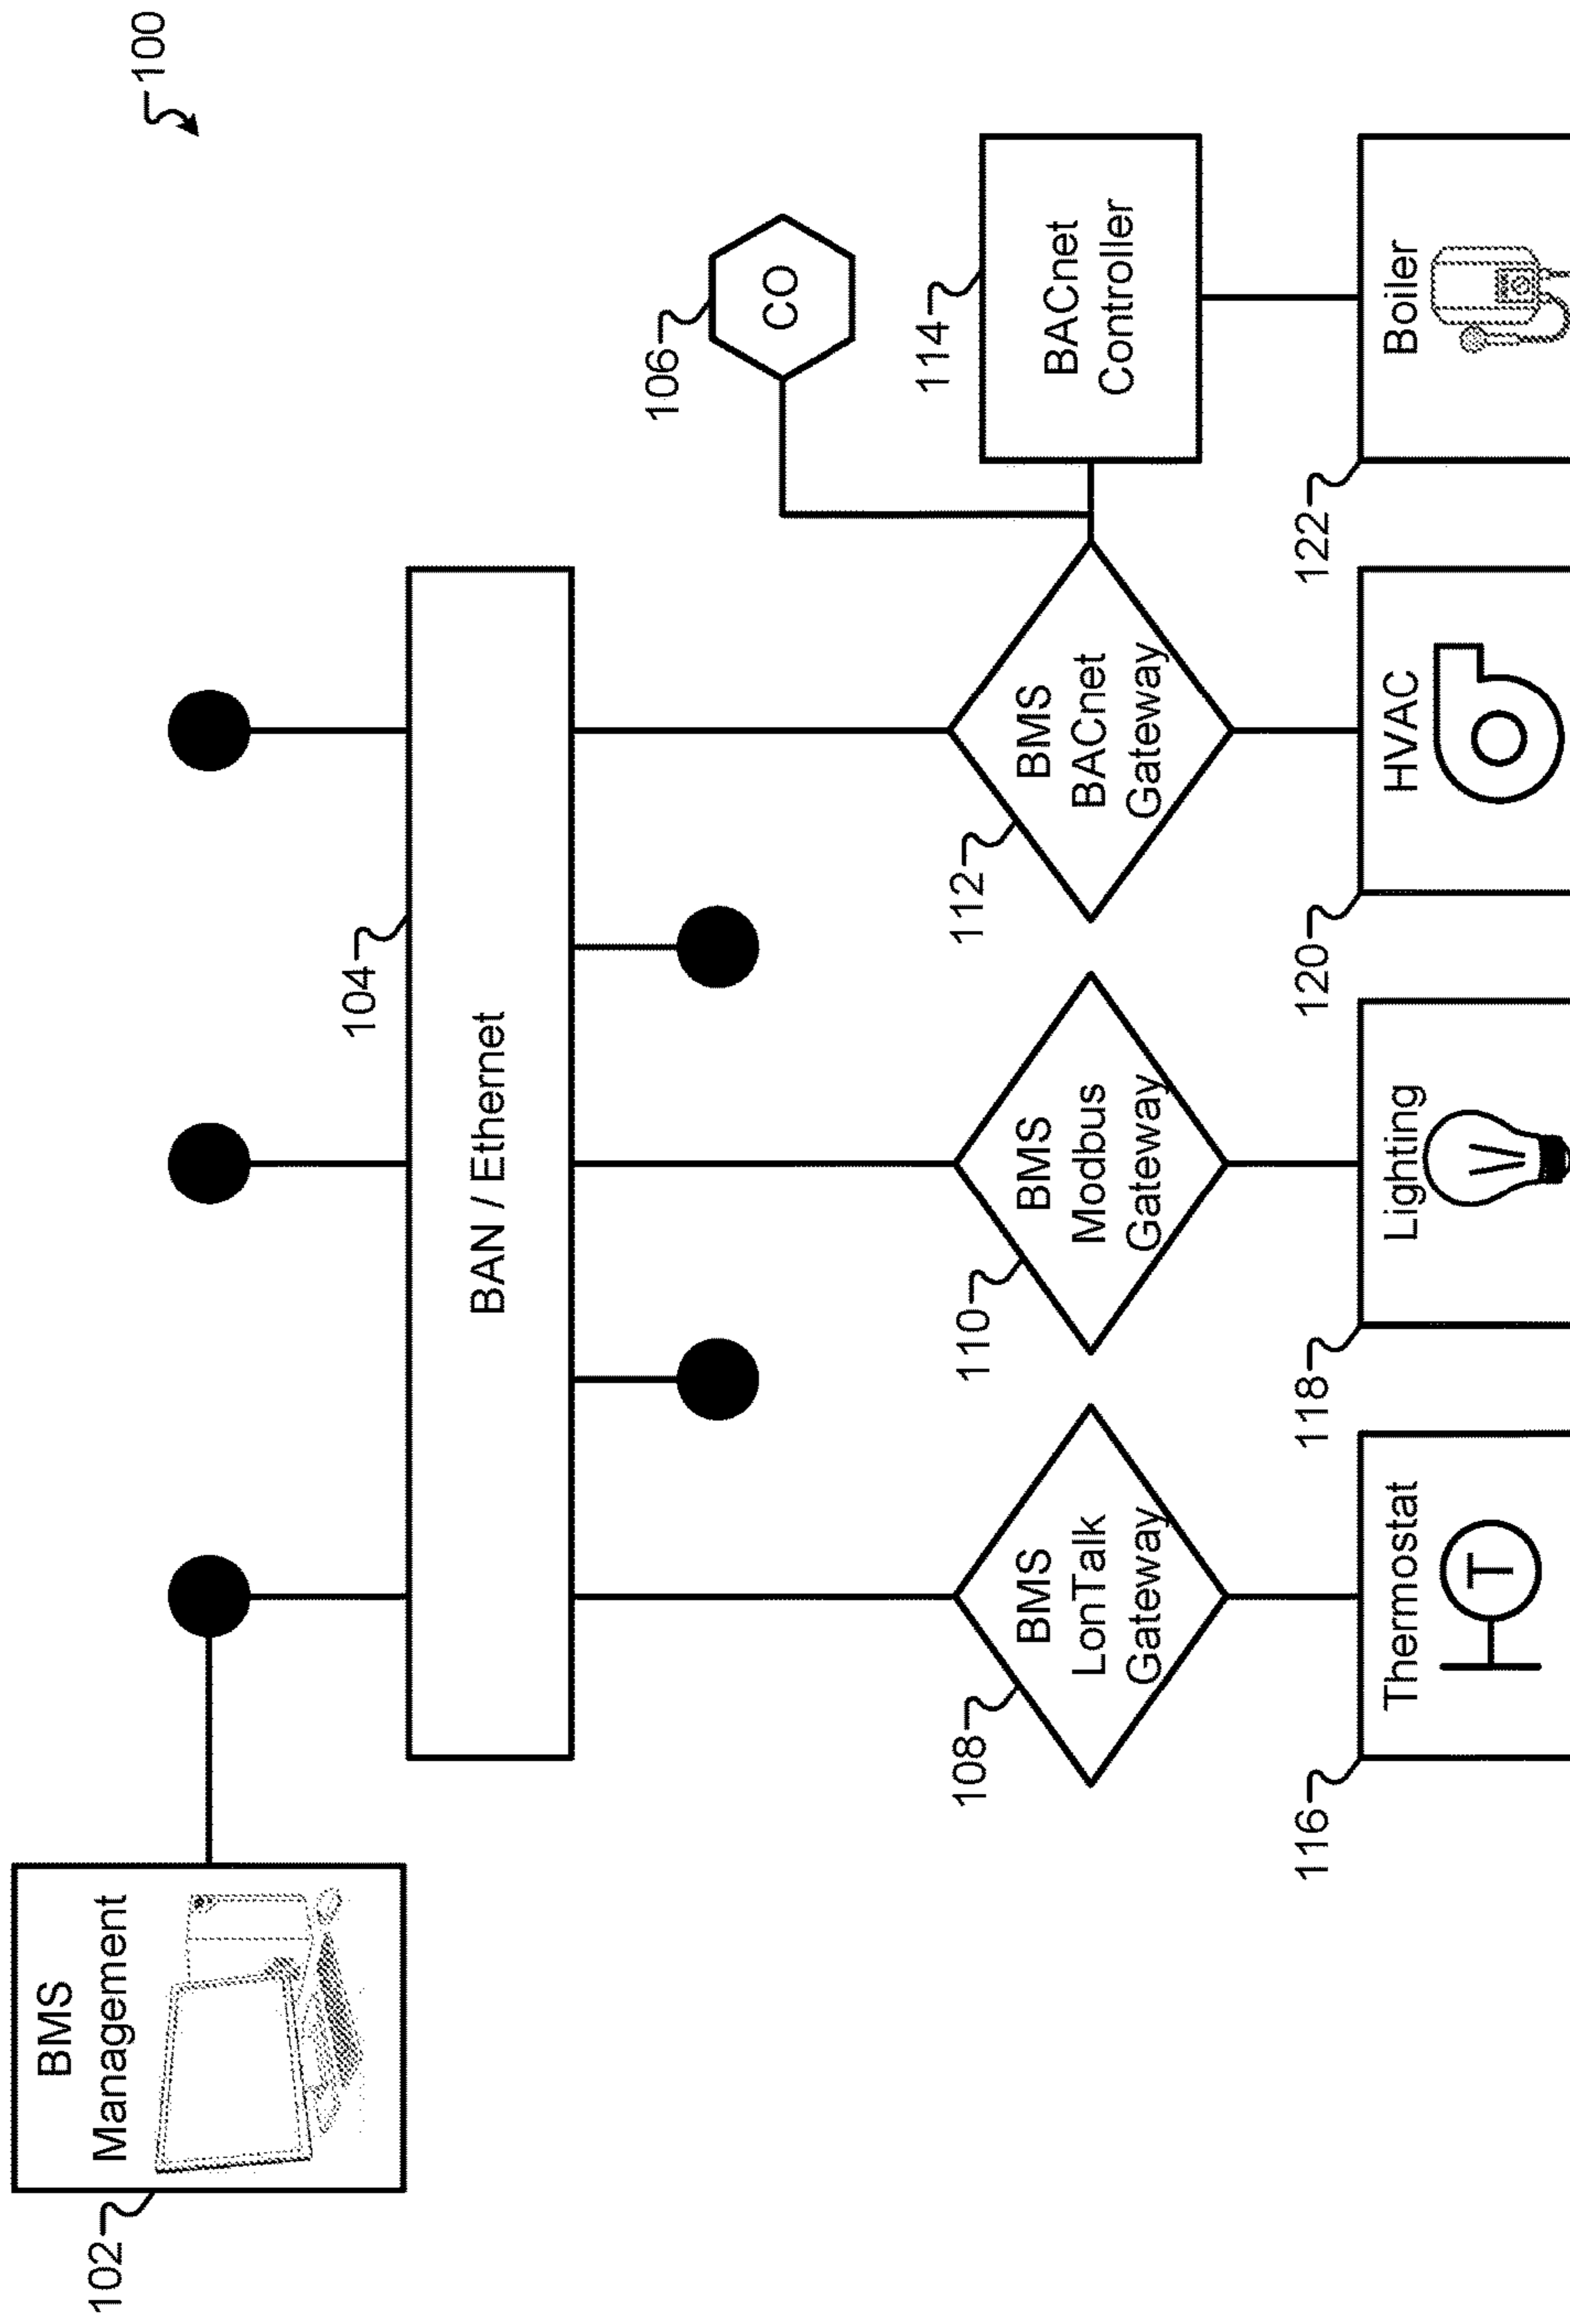 100
BMS
Management
102
104
BAN / Ethernet
106
CO
108
BMS
LonTalk
Gateway
110
BMS
Modbus
Gateway
112
BMS
BACnet
Gateway
114
BACnet
Controller
116
Thermostat
T
118
Lighting
120
HVAC
122
Boiler